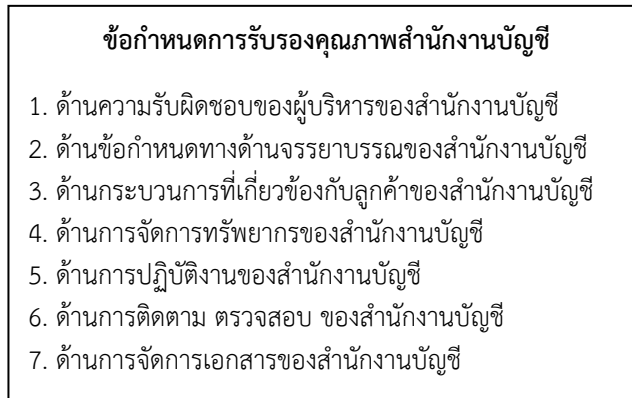 ข้อกำหนดการรับรองคุณภาพสำนักงานบัญชี
1. ด้านความรับผิดชอบของผู้บริหารของสำนักงานบัญชี
2. ด้านข้อกำหนดทางด้านจรรยาบรรณของสำนักงานบัญชี
3. ด้านกระบวนการที่เกี่ยวข้องกับลูกค้าของสำนักงานบัญชี
4. ด้านการจัดการทรัพยากรของสำนักงานบัญชี
5. ด้านการปฏิบัติงานของสำนักงานบัญชี
6. ด้านการติดตาม ตรวจสอบ ของสำนักงานบัญชี
7. ด้านการจัดการเอกสารของสำนักงานบัญชี